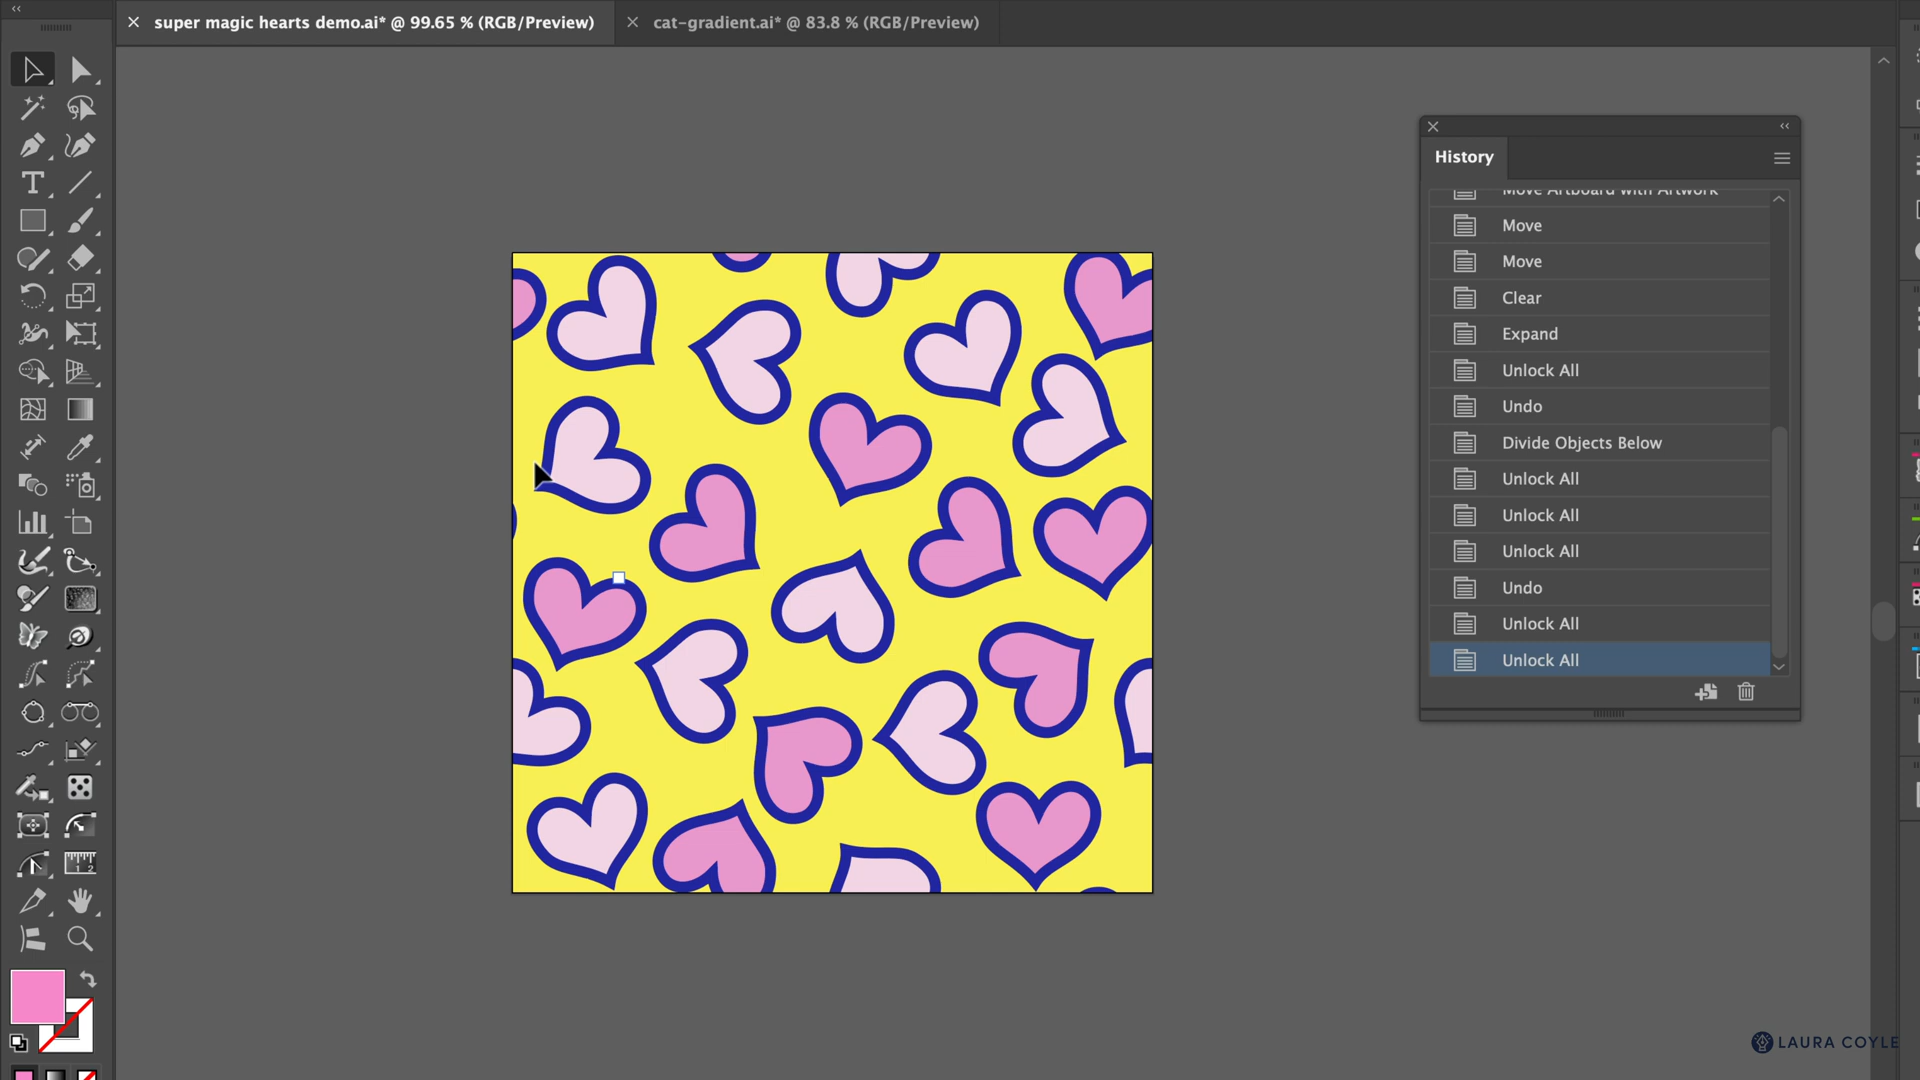 super magic hearts demo.ai* @ 99.65 % (RGB/Preview)
cat-gradient.ai* @ 83.8 % (RGB/Preview)
History
Move Artboard with Artwork
Move
Move
Clear
Expand
Unlock All
Undo
Divide Objects Below
Unlock All
Unlock All
Unlock All
Undo
Unlock All
Unlock All
LAURA COYLE